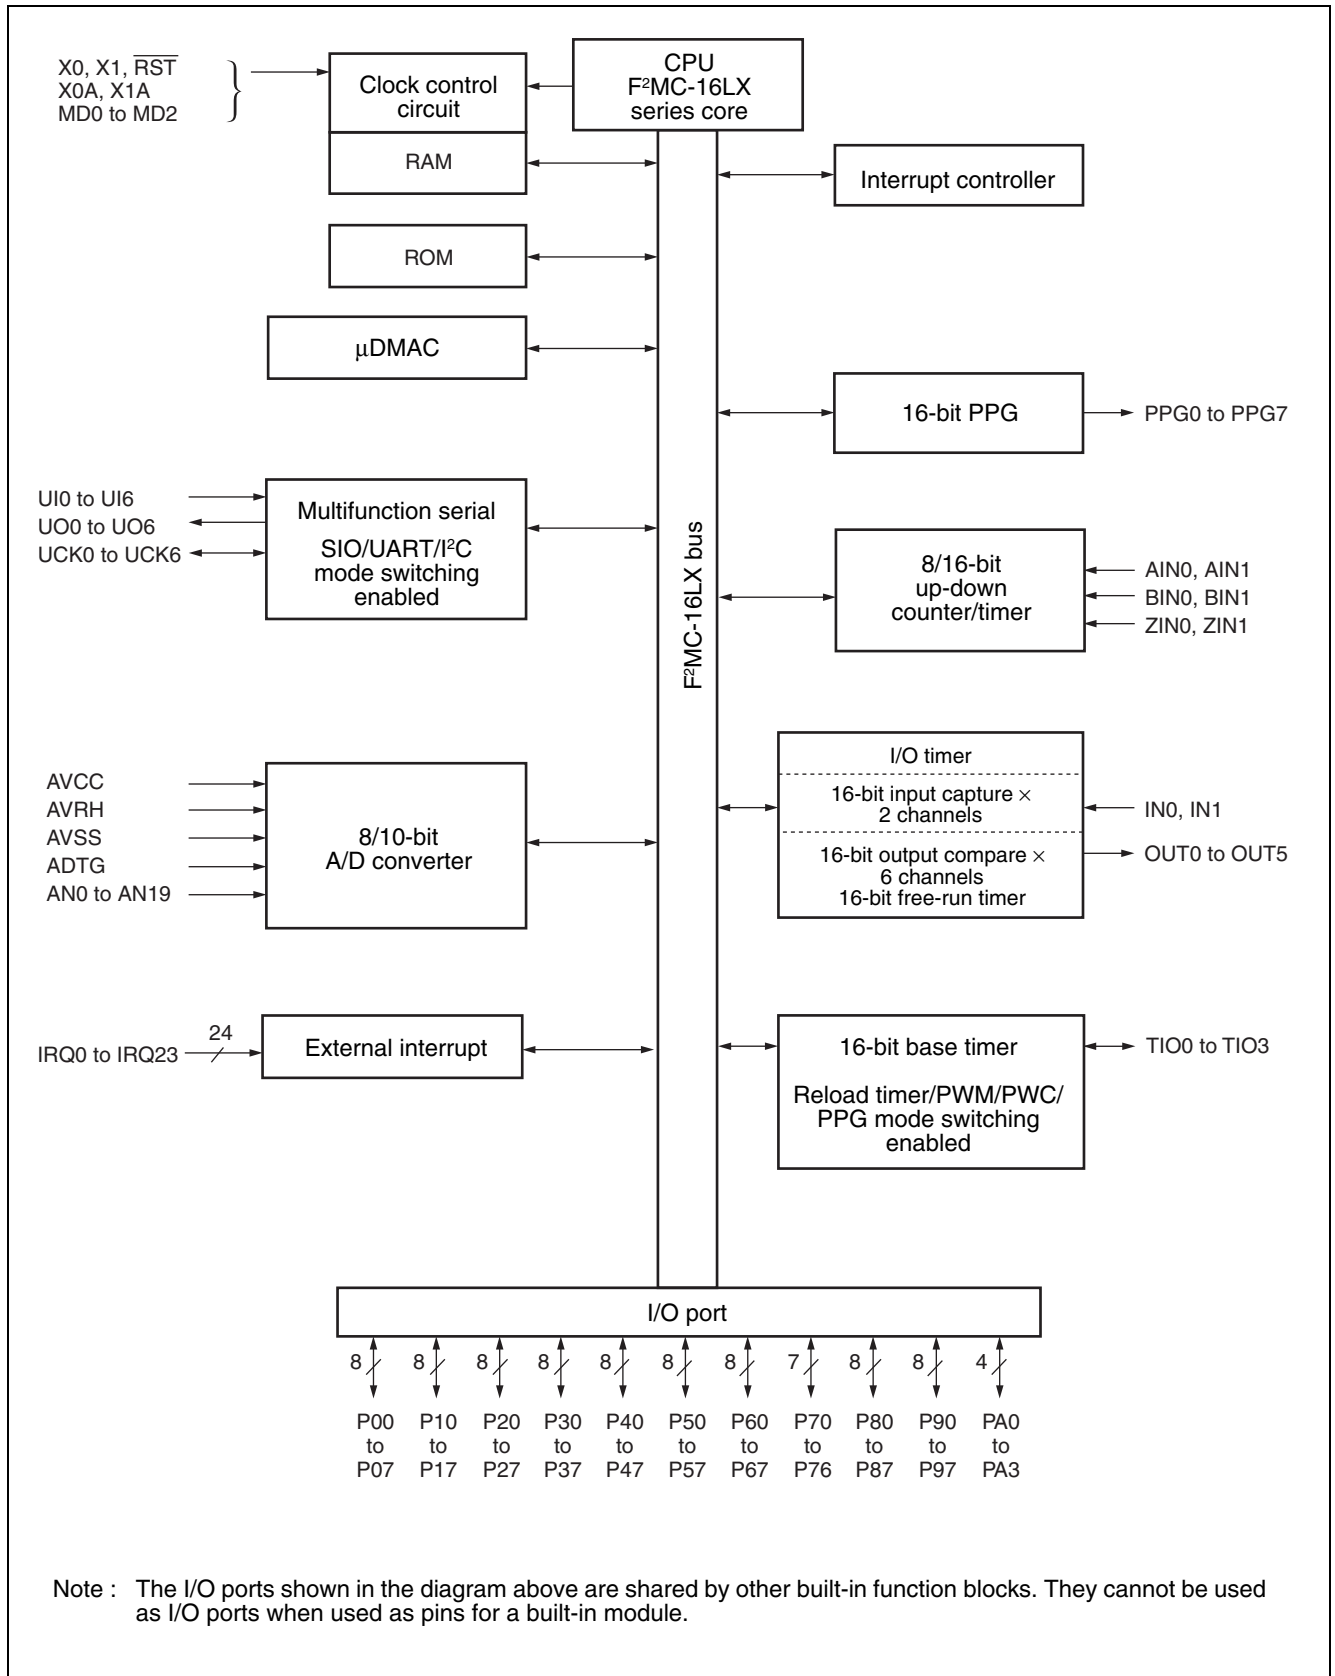 X0, X1, RST
X0A, X1A
MD0 to MD2
Clock control
circuit
CPU
F²MC-16LX
series core
RAM
Interrupt controller
ROM
μDMAC
16-bit PPG
PPG0 to PPG7
UI0 to UI6
UO0 to UO6
UCK0 to UCK6
Multifunction serial
SIO/UART/I²C
mode switching
enabled
F²MC-16LX bus
8/16-bit
up-down
counter/timer
AIN0, AIN1
BIN0, BIN1
ZIN0, ZIN1
AVCC
AVRH
AVSS
ADTG
AN0 to AN19
8/10-bit
A/D converter
I/O timer
16-bit input capture ×
2 channels
16-bit output compare ×
6 channels
16-bit free-run timer
IN0, IN1
OUT0 to OUT5
IRQ0 to IRQ23
24
External interrupt
16-bit base timer
Reload timer/PWM/PWC/
PPG mode switching
enabled
TIO0 to TIO3
I/O port
8 8 8 8 8 8 8 7 8 8 4
P00 P10 P20 P30 P40 P50 P60 P70 P80 P90 PA0
to to to to to to to to to to to
P07 P17 P27 P37 P47 P57 P67 P76 P87 P97 PA3
Note : The I/O ports shown in the diagram above are shared by other built-in function blocks. They cannot be used
as I/O ports when used as pins for a built-in module.